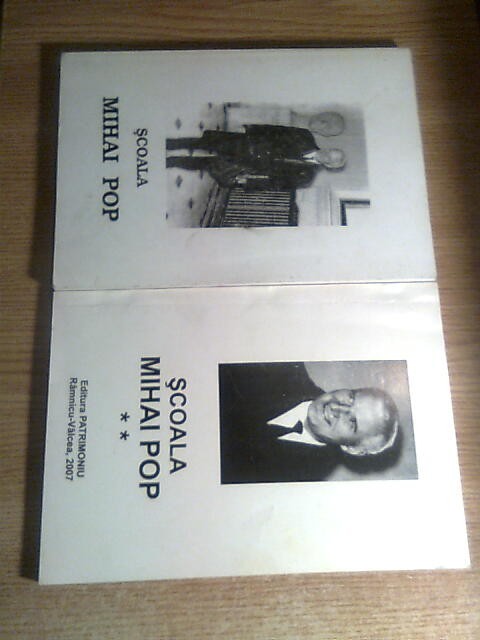 ŞCOALA
MIHAI POP
ŞCOALA
MIHAI POP
* *
Editura PATRIMONIU
Râmnicu-Vâlcea, 2007